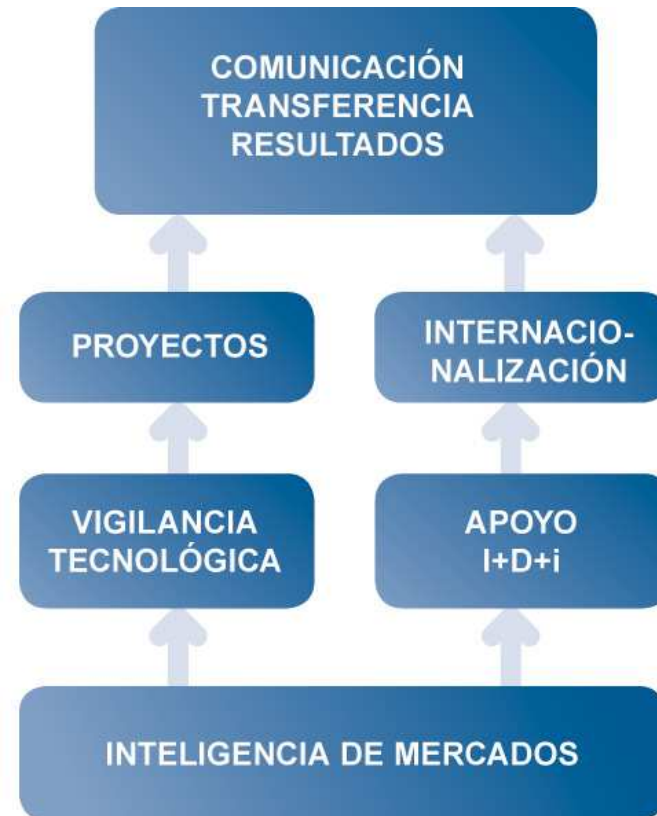 COMUNICACIÓN
TRANSFERENCIA
RESULTADOS
PROYECTOS
INTERNACIO-
NALIZACIÓN
VIGILANCIA
TECNOLÓGICA
APOYO
I+D+i
INTELIGENCIA DE MERCADOS